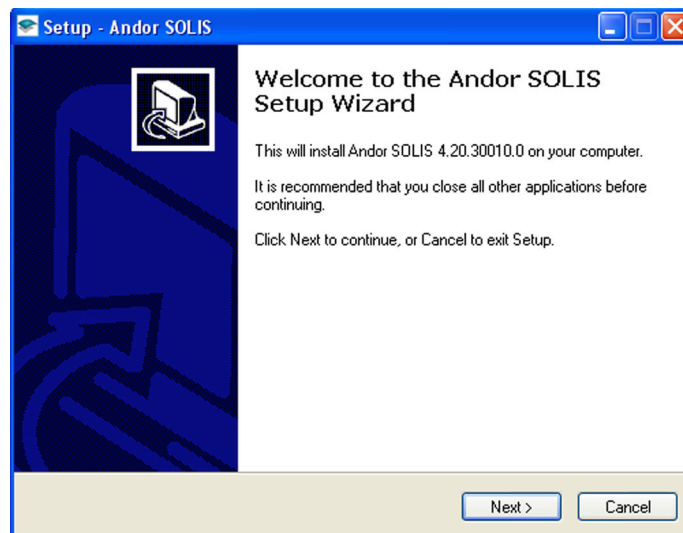 Setup - Andor SOLIS
Welcome to the Andor SOLIS
Setup Wizard
This will install Andor SOLIS 4.20.30010.0 on your computer.
It is recommended that you close all other applications before
continuing.
Click Next to continue, or Cancel to exit Setup.
Next >
Cancel